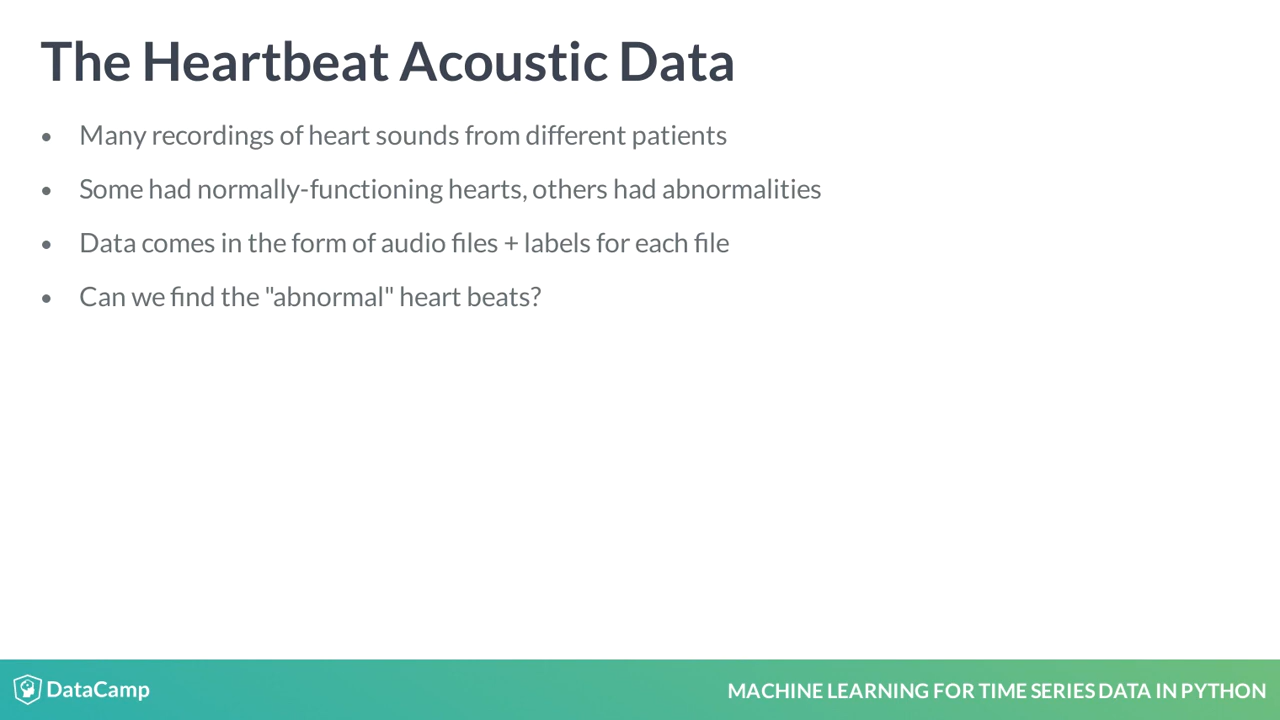 The Heartbeat Acoustic Data
• Many recordings of heart sounds from different patients
• Some had normally-functioning hearts, others had abnormalities
• Data comes in the form of audio files + labels for each file
• Can we find the "abnormal" heart beats?
DataCamp
MACHINE LEARNING FOR TIME SERIES DATA IN PYTHON